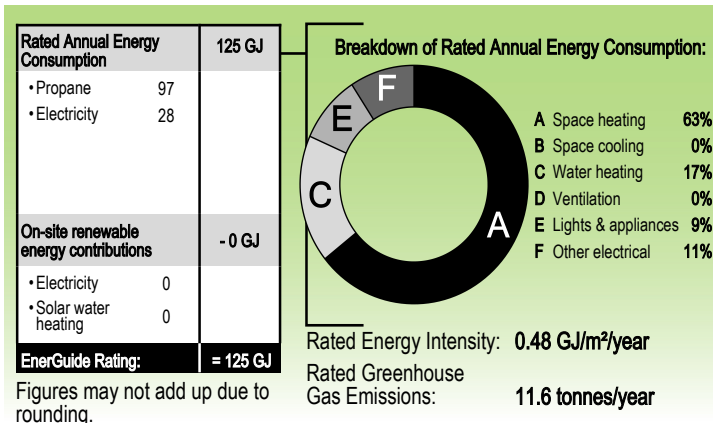 Rated Annual Energy
Consumption
125 GJ
• Propane 97
• Electricity 28
On-site renewable
energy contributions
- 0 GJ
• Electricity 0
• Solar water
heating 0
EnerGuide Rating: = 125 GJ
Figures may not add up due to
rounding.
Breakdown of Rated Annual Energy Consumption:
F
E
C
A
A Space heating 63%
B Space cooling 0%
C Water heating 17%
D Ventilation 0%
E Lights & appliances 9%
F Other electrical 11%
Rated Energy Intensity: 0.48 GJ/m²/year
Rated Greenhouse
Gas Emissions: 11.6 tonnes/year